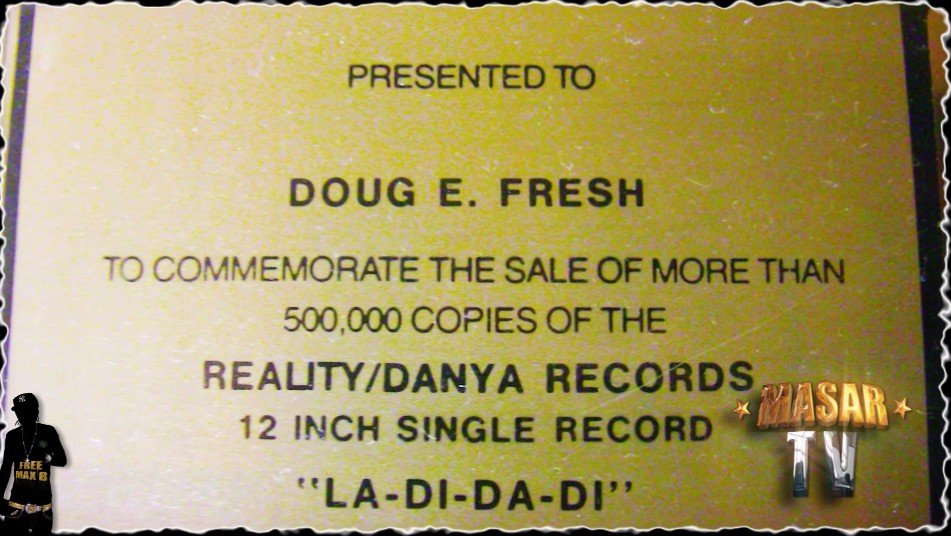 PRESENTED TO
DOUG E. FRESH
TO COMMEMORATE THE SALE OF MORE THAN
500,000 COPIES OF THE
REALITY/DANYA RECORDS
12 INCH SINGLE RECORD
"LA-DI-DA-DI"
MASAR
TV
FREE
MAX B